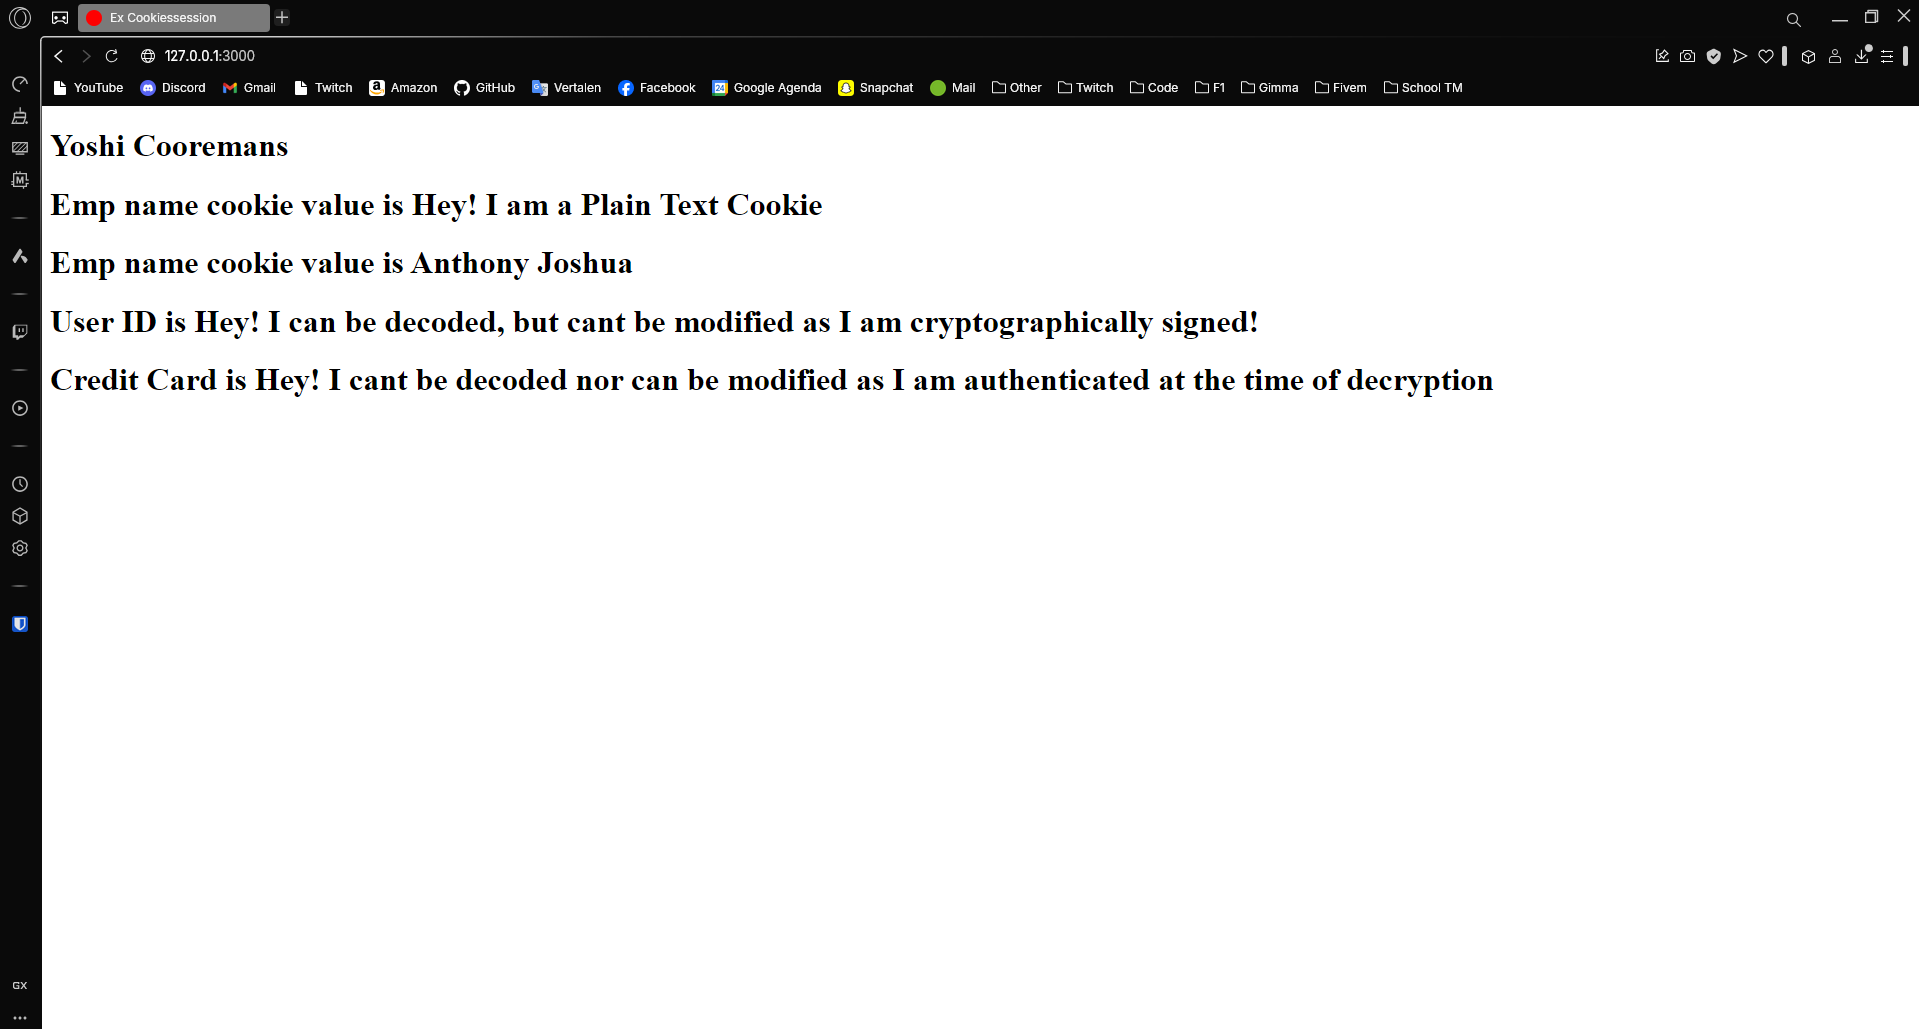 Ex Cookiessession
127.0.0.1:3000
YouTube Discord Gmail Twitch Amazon GitHub Vertalen Facebook Google Agenda Snapchat Mail Other Twitch Code F1 Gimma Fivem School TM
Yoshi Cooremans
Emp name cookie value is Hey! I am a Plain Text Cookie
Emp name cookie value is Anthony Joshua
User ID is Hey! I can be decoded, but cant be modified as I am cryptographically signed!
Credit Card is Hey! I cant be decoded nor can be modified as I am authenticated at the time of decryption
GX